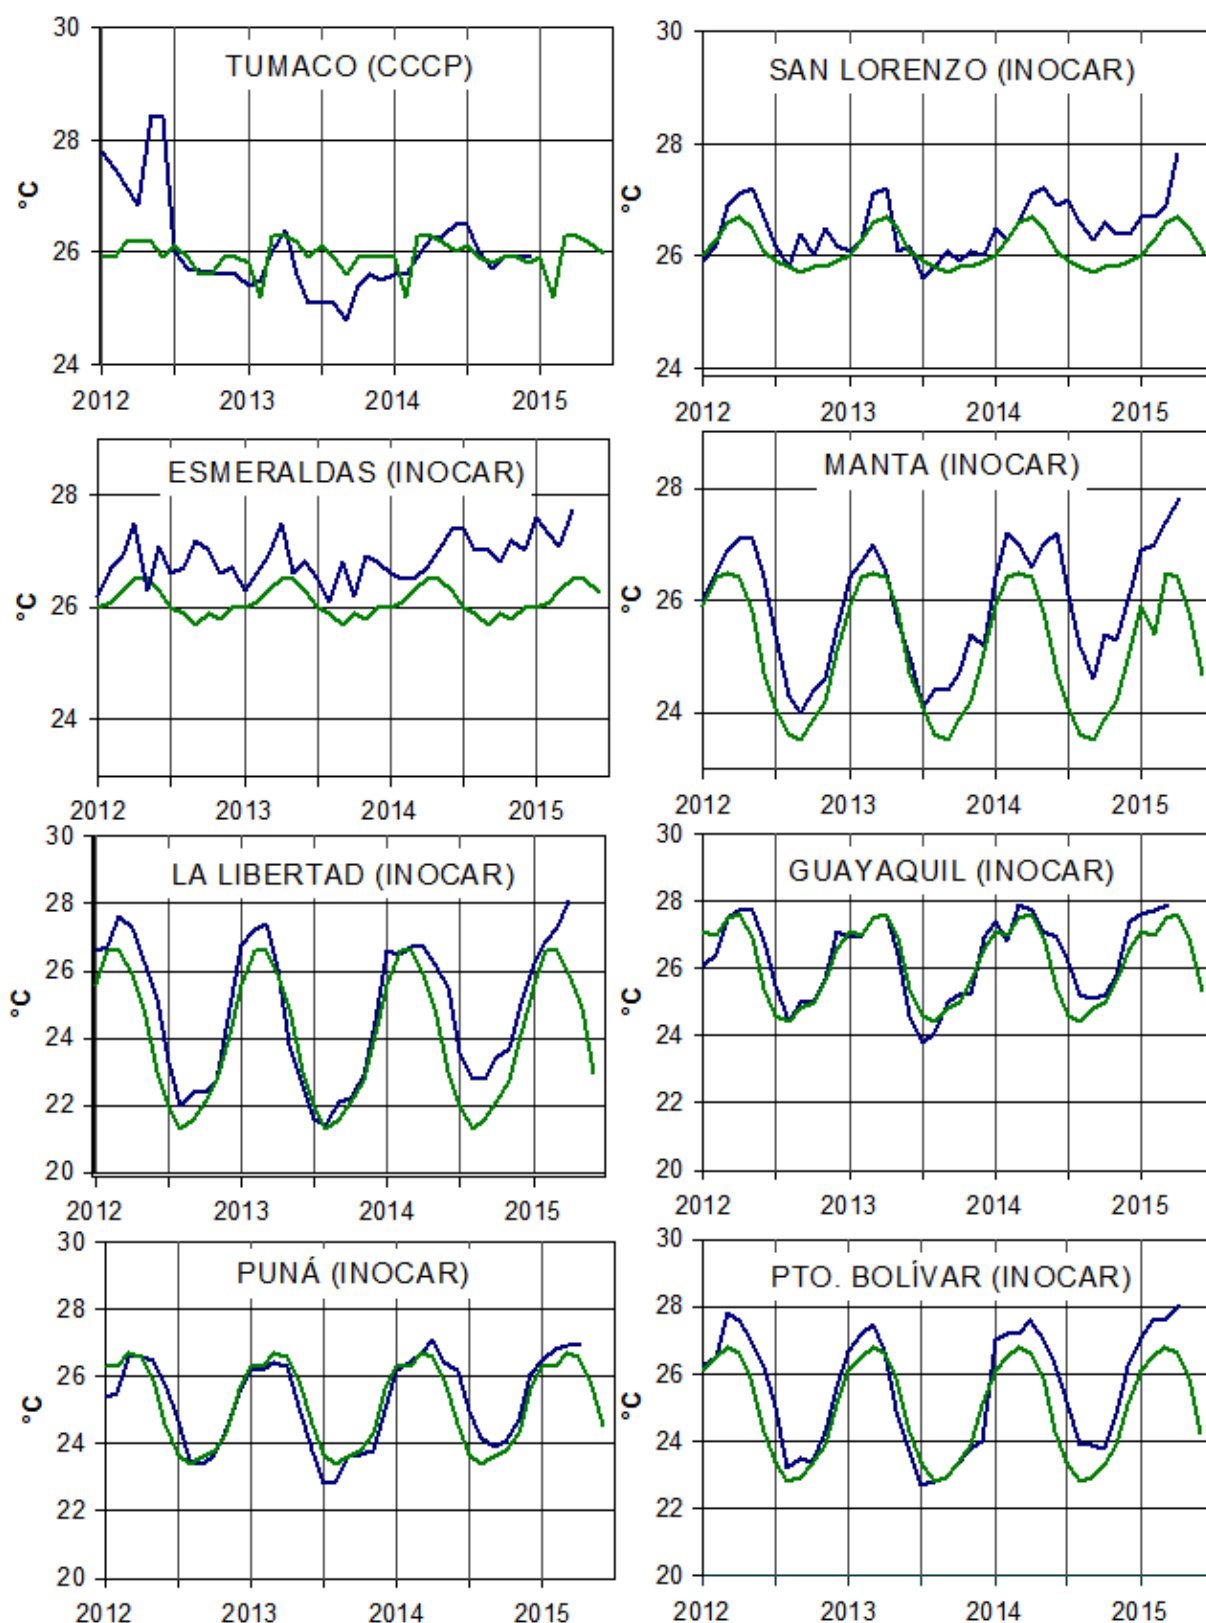 30
TUMACO (CCCP)
28
°C
26
24
2012 2013 2014 2015
30
SAN LORENZO (INOCAR)
28
°C
26
24
2012 2013 2014 2015
ESMERALDAS (INOCAR)
28
°C
26
24
2012 2013 2014 2015
MANTA (INOCAR)
28
°C
26
24
2012 2013 2014 2015
30
LA LIBERTAD (INOCAR)
28
26
°C
24
22
20
2012 2013 2014 2015
30
GUAYAQUIL (INOCAR)
28
26
°C
24
22
20
2012 2013 2014 2015
30
PUNÁ (INOCAR)
28
26
°C
24
22
20
2012 2013 2014 2015
30
PTO. BOLÍVAR (INOCAR)
28
26
°C
24
22
20
2012 2013 2014 2015